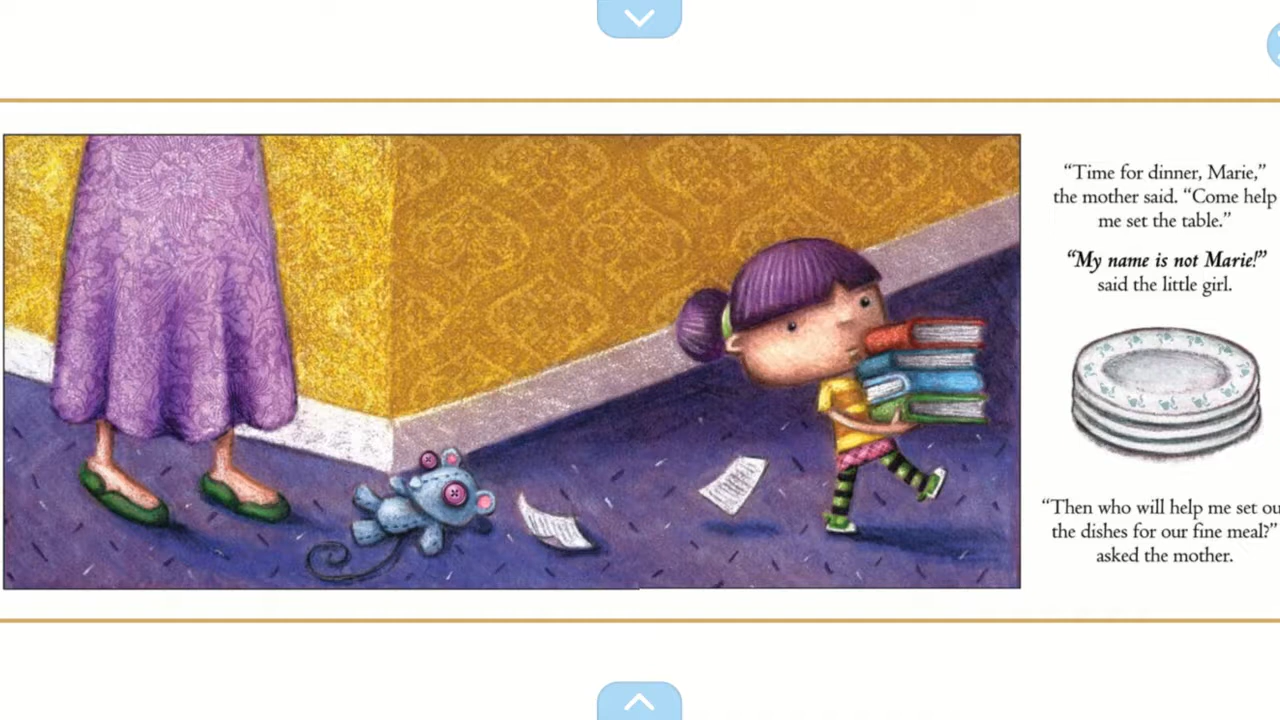 “Time for dinner, Marie,”
the mother said. “Come help
me set the table.”
“My name is not Marie!”
said the little girl.
“Then who will help me set ou
the dishes for our fine meal?”
asked the mother.